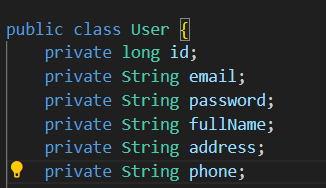 public class User {
    private long id;
    private String email;
    private String password;
    private String fullName;
    private String address;
    private String phone;